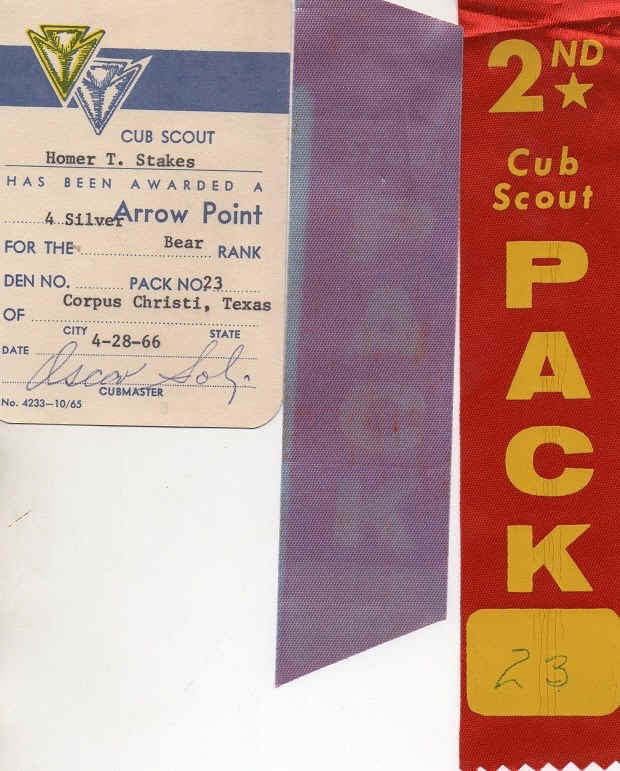 CUB SCOUT
Homer T. Stakes
HAS BEEN AWARDED A
4 Silver Arrow Point
FOR THE Bear RANK
DEN NO. PACK NO 23
OF Corpus Christi, Texas
CITY STATE
DATE 4-28-66
Oscar
CUBMASTER
No. 4233—10/65
PACK
2ND
Cub
Scout
PACK
23